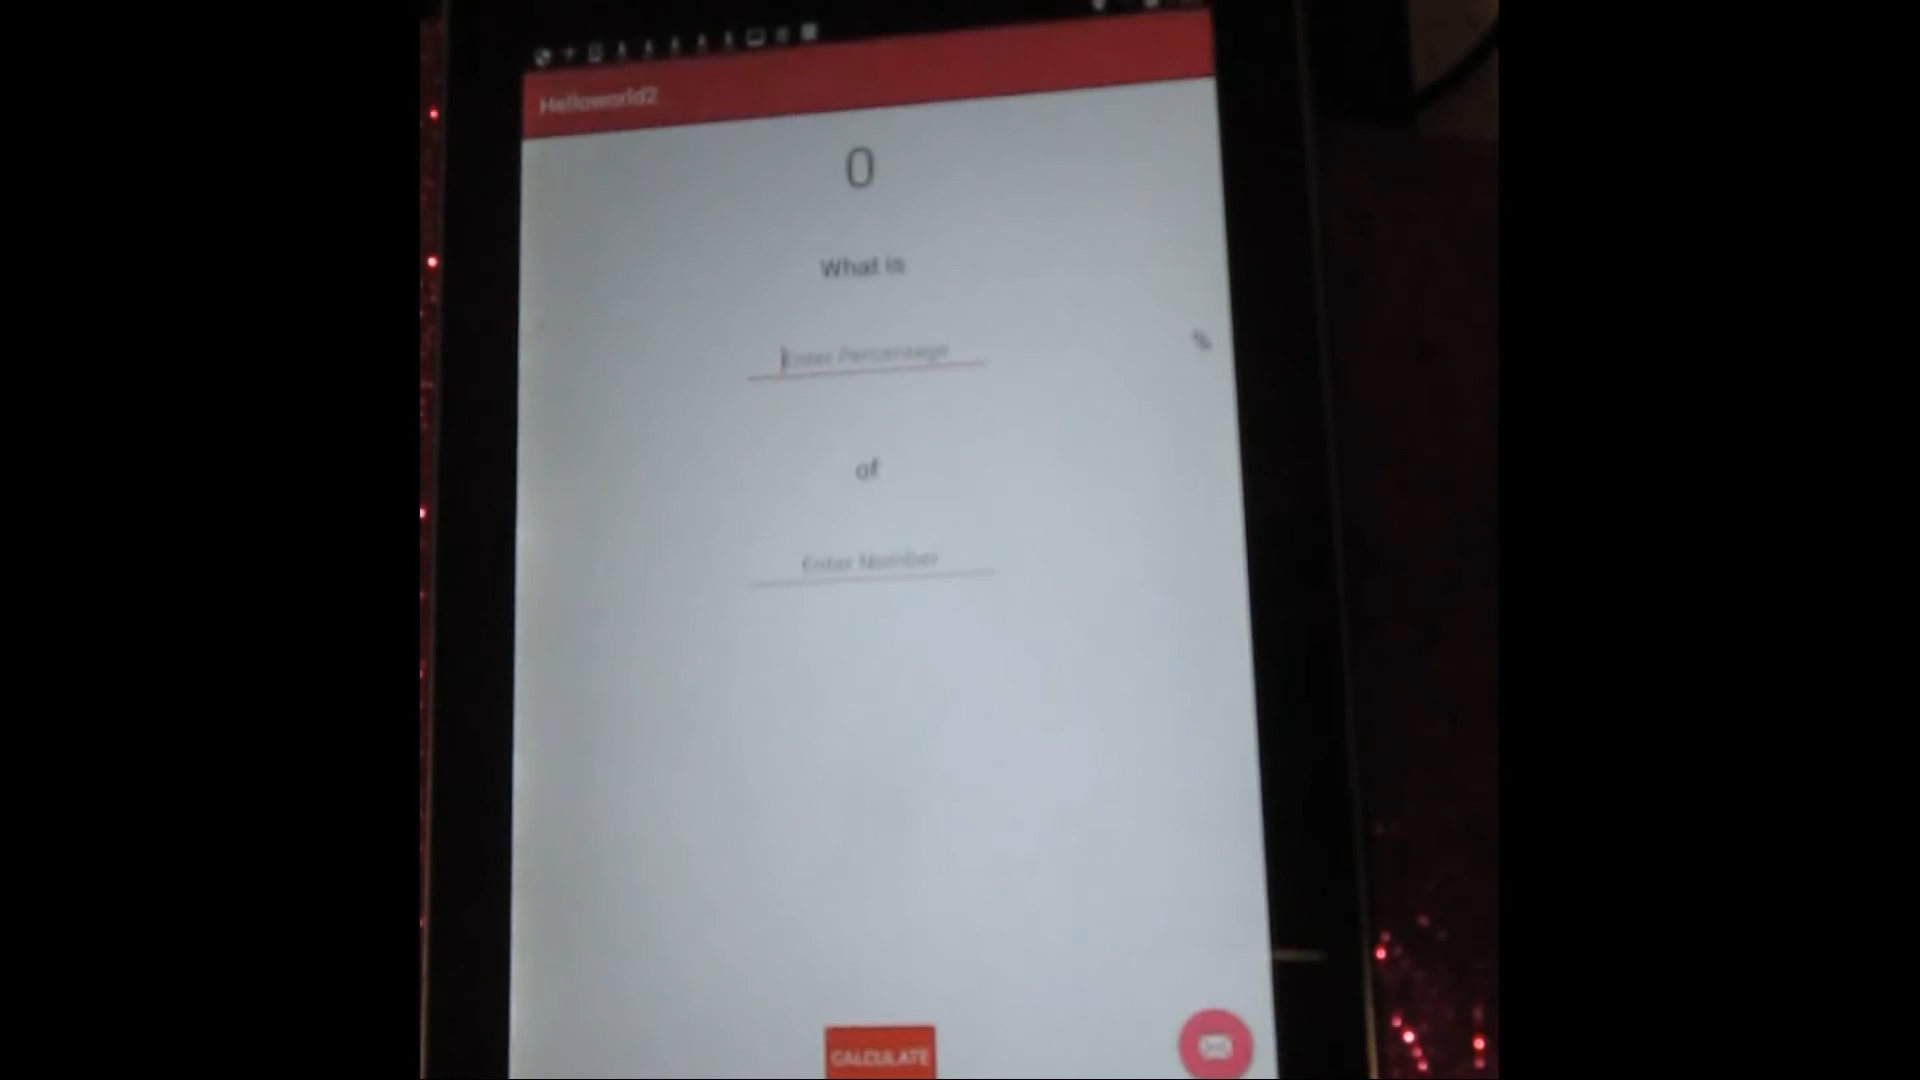 Helloworld2
0
What is
Enter Percentage
of
Enter Number
CALCULATE